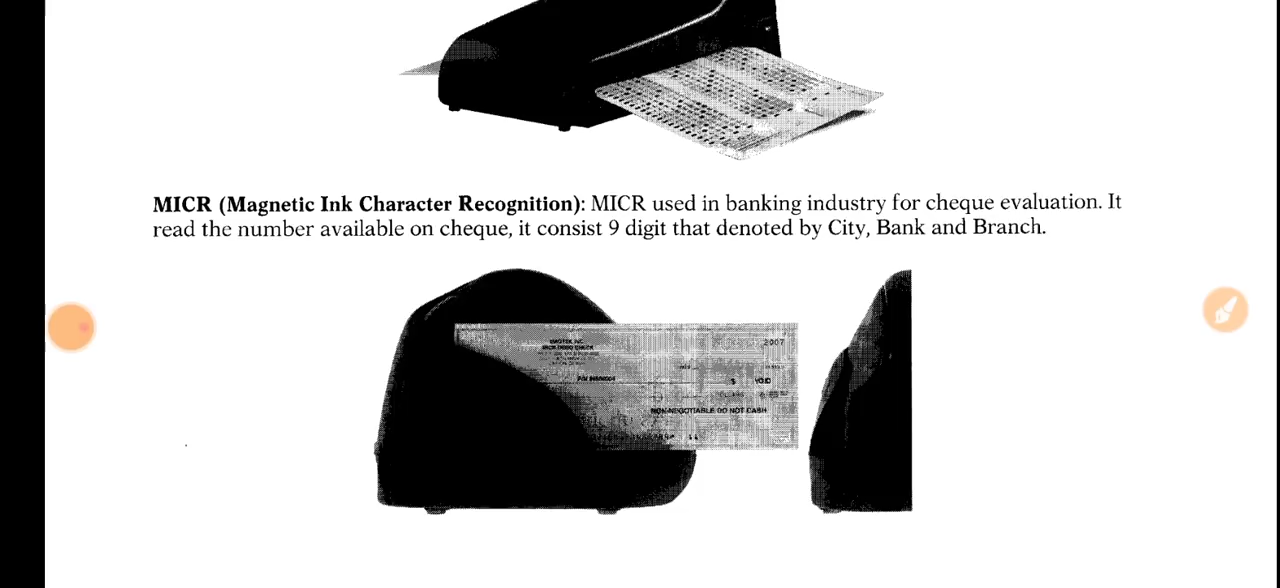 MICR (Magnetic Ink Character Recognition): MICR used in banking industry for cheque evaluation. It
read the number available on cheque, it consist 9 digit that denoted by City, Bank and Branch.
2007
$ VOID
NON-NEGOTIABLE DO NOT CASH